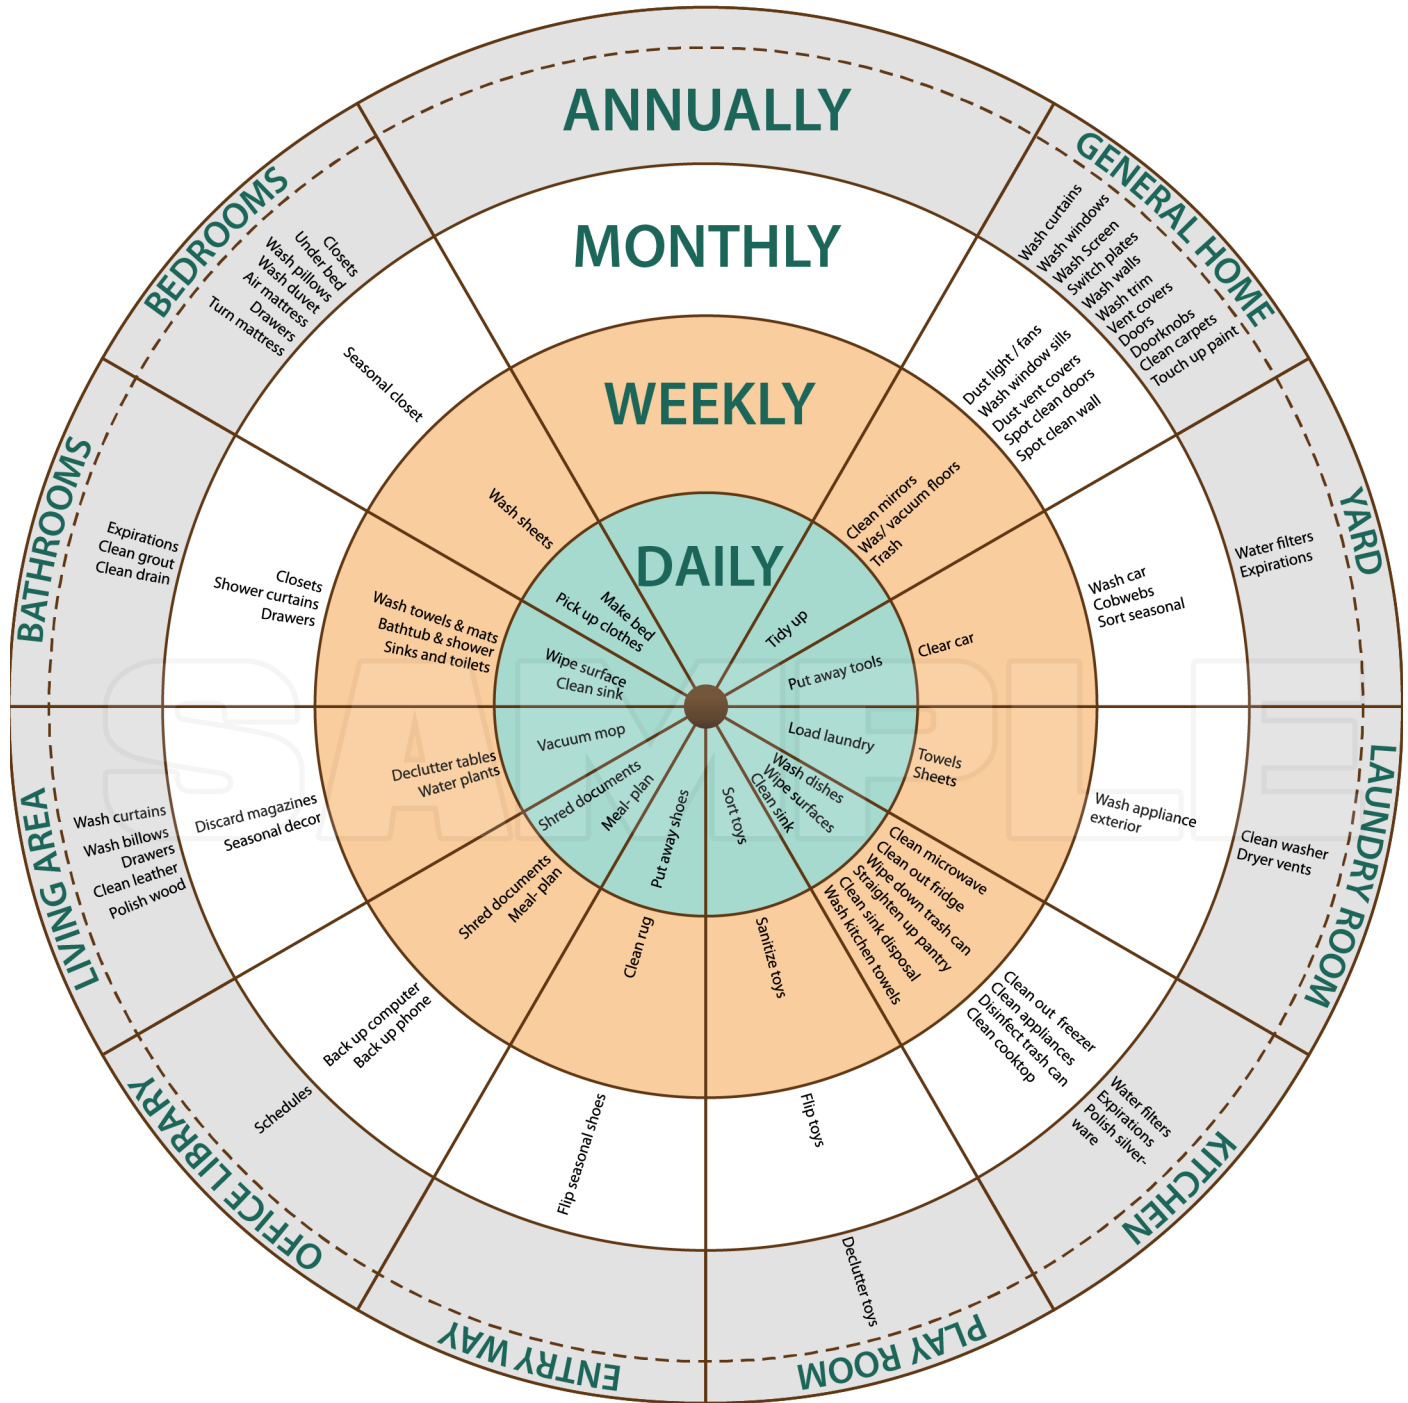 ANNUALLY
MONTHLY
WEEKLY
DAILY
GENERAL HOME
Wash curtains
Wash windows
Wash Screen
Switch plates
Wash walls
Wash trim
Vent covers
Doors
Doorknobs
Clean carpets
Touch up paint
Dust light / fans
Wash window sills
Dust vent covers
Spot clean doors
Spot clean wall
Clean mirrors
Was/ vacuum floors
Trash
Tidy up
YARD
Water filters
Expirations
Wash car
Cobwebs
Sort seasonal
Clear car
Put away tools
LAUNDRY ROOM
Clean washer
Dryer vents
Wash appliance
exterior
Towels
Sheets
Load laundry
KITCHEN
Water filters
Expirations
Polish silver-
ware
Clean out freezer
Clean appliances
Disinfect trash can
Clean cooktop
Clean microwave
Clean out fridge
Wipe down trash can
Straighten up pantry
Clean sink disposal
Wash kitchen towels
Wash dishes
Wipe surfaces
Clean sink
PLAY ROOM
Declutter toys
Flip toys
Sanitize toys
Sort toys
ENTRY WAY
Flip seasonal shoes
Clean rug
Put away shoes
OFFICE LIBRARY
Schedules
Back up computer
Back up phone
Shred documents
Meal- plan
Shred documents
Meal- plan
LIVING AREA
Wash curtains
Wash billows
Drawers
Clean leather
Polish wood
Discard magazines
Seasonal decor
Declutter tables
Water plants
Vacuum mop
BATHROOMS
Expirations
Clean grout
Clean drain
Closets
Shower curtains
Drawers
Wash towels & mats
Bathtub & shower
Sinks and toilets
Wipe surface
Clean sink
BEDROOMS
Closets
Under bed
Wash pillows
Wash duvet
Air mattress
Drawers
Turn mattress
Seasonal closet
Wash sheets
Make bed
Pick up clothes
SAMPLE